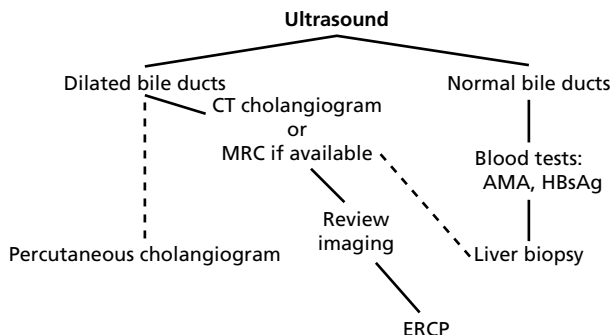 Ultrasound
Dilated bile ducts
Normal bile ducts
CT cholangiogram
or
MRC if available
Blood tests:
AMA, HBsAg
Review
imaging
Percutaneous cholangiogram
Liver biopsy
ERCP